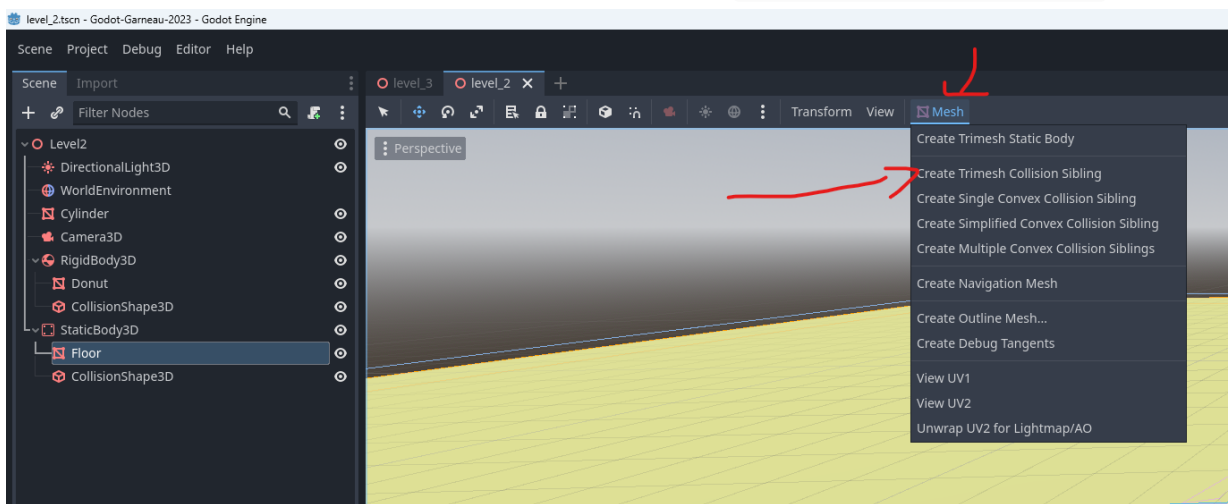 level_2.tscn - Godot-Garneau-2023 - Godot Engine
Scene Project Debug Editor Help
Scene Import
level_3 level_2
Filter Nodes
Transform View Mesh
Level2
DirectionalLight3D
WorldEnvironment
Cylinder
Camera3D
RigidBody3D
Donut
CollisionShape3D
StaticBody3D
Floor
CollisionShape3D
Perspective
Create Trimesh Static Body
Create Trimesh Collision Sibling
Create Single Convex Collision Sibling
Create Simplified Convex Collision Sibling
Create Multiple Convex Collision Siblings
Create Navigation Mesh
Create Outline Mesh...
Create Debug Tangents
View UV1
View UV2
Unwrap UV2 for Lightmap/AO